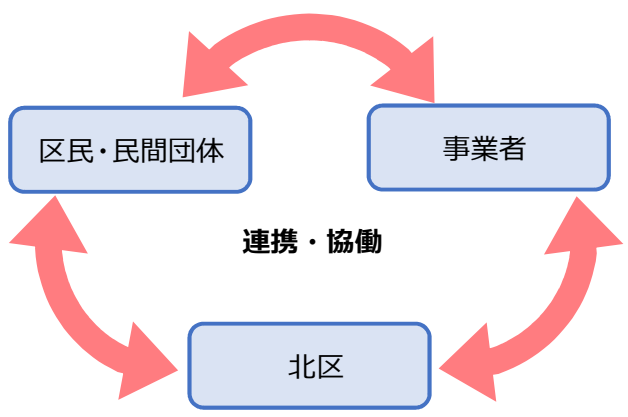 区民・民間団体
事業者
連携・協働
北区